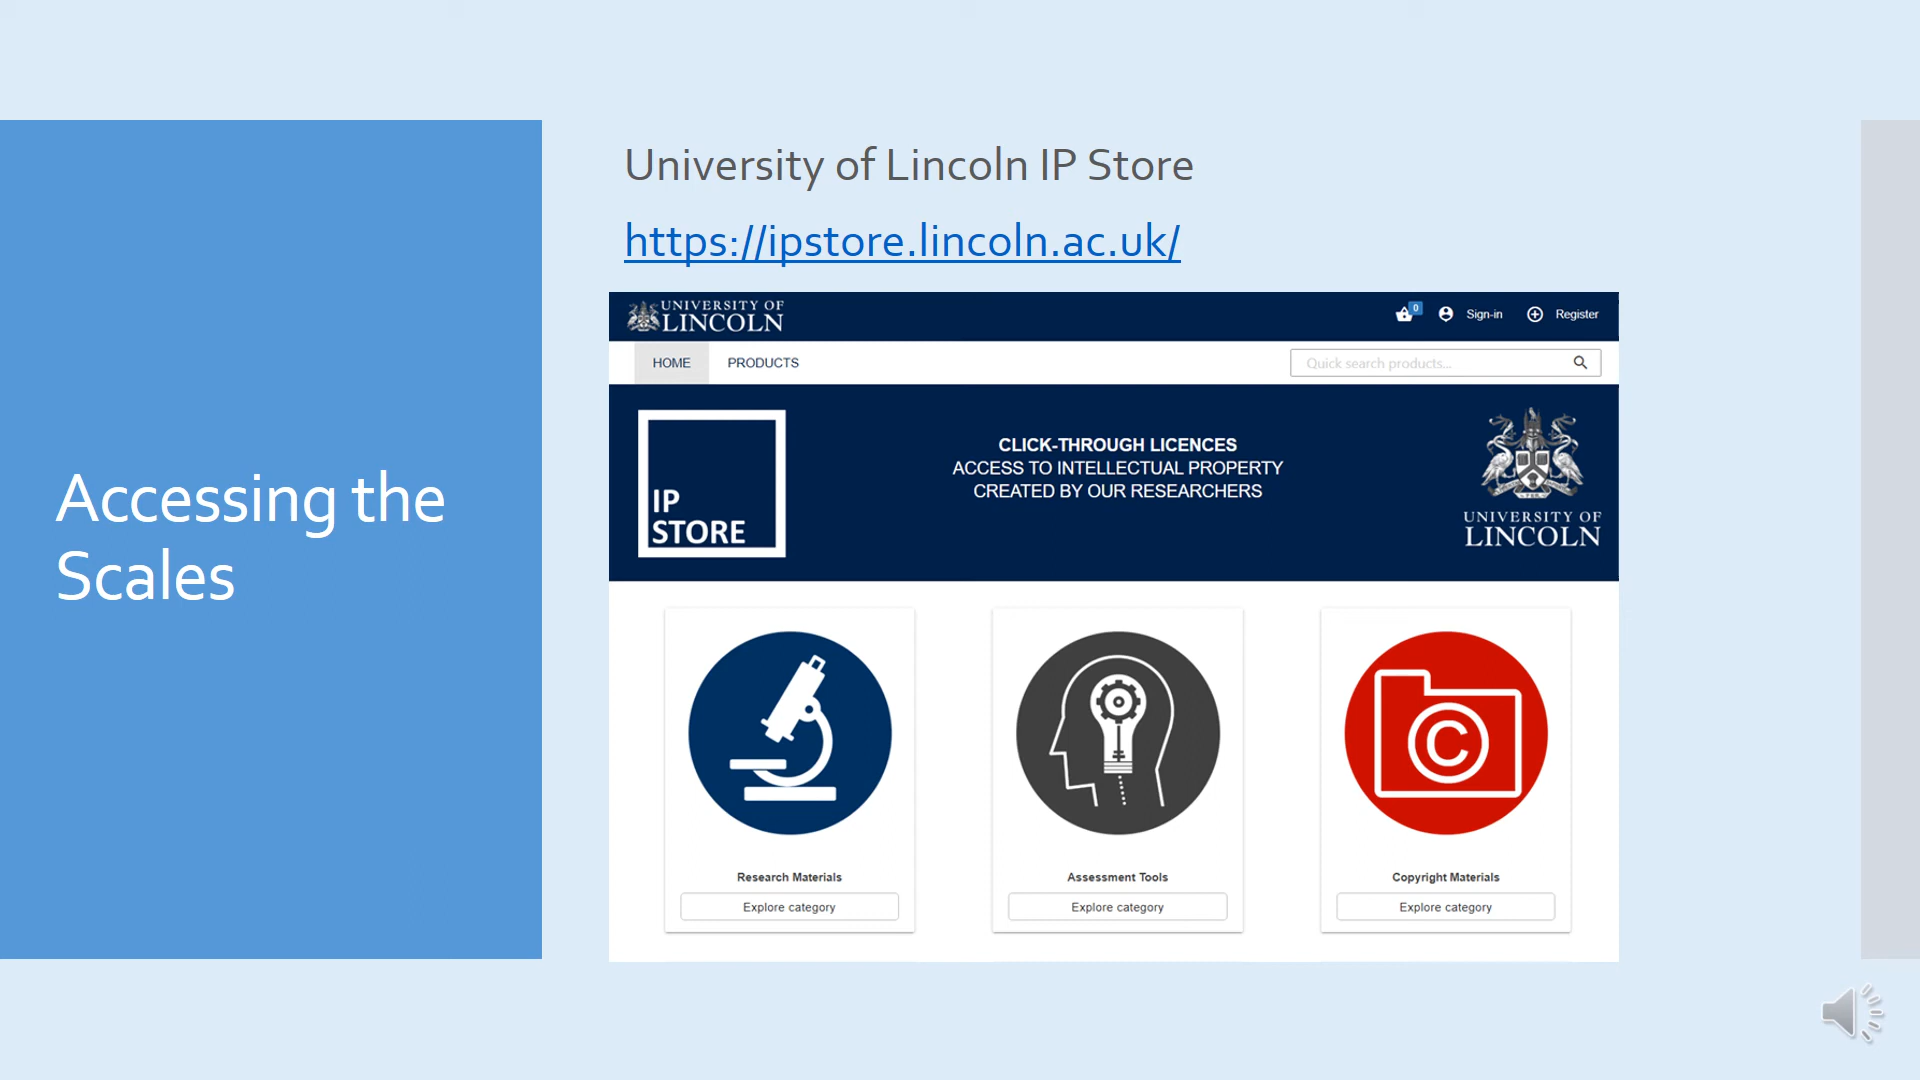 Accessing the
Scales
University of Lincoln IP Store
https://ipstore.lincoln.ac.uk/
UNIVERSITY OF
LINCOLN
0
Sign-in
Register
HOME
PRODUCTS
Quick search products...
IP
STORE
CLICK-THROUGH LICENCES
ACCESS TO INTELLECTUAL PROPERTY
CREATED BY OUR RESEARCHERS
UNIVERSITY OF
LINCOLN
C
Research Materials
Explore category
Assessment Tools
Explore category
Copyright Materials
Explore category